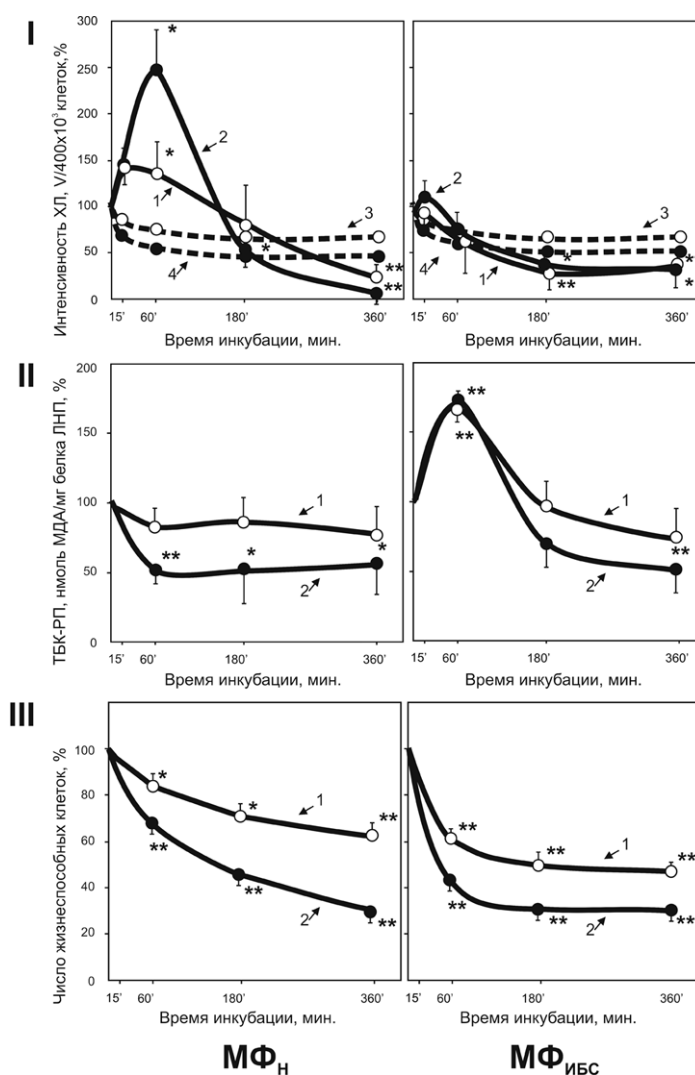 I
Интенсивность ХЛ, V/400x10³ клеток,%
300
250
200
150
100
50
0
* * * ** **
1 2 3 4
15' 60' 180' 360'
Время инкубации, мин.
* ** *
2 3 4 1
15' 60' 180' 360'
Время инкубации, мин.
II
ТБК-РП, нмоль МДА/мг белка ЛНП, %
200
150
100
50
0
** * *
1
2
15' 60' 180' 360'
Время инкубации, мин.
** ** **
1
2
15' 60' 180' 360'
Время инкубации, мин.
III
Число жизнеспособных клеток, %
100
80
60
40
20
0
* * **
1
** ** **
2
15' 60' 180' 360'
Время инкубации, мин.
** ** **
1
** ** **
2
15' 60' 180' 360'
Время инкубации, мин.
МФН МФИБС